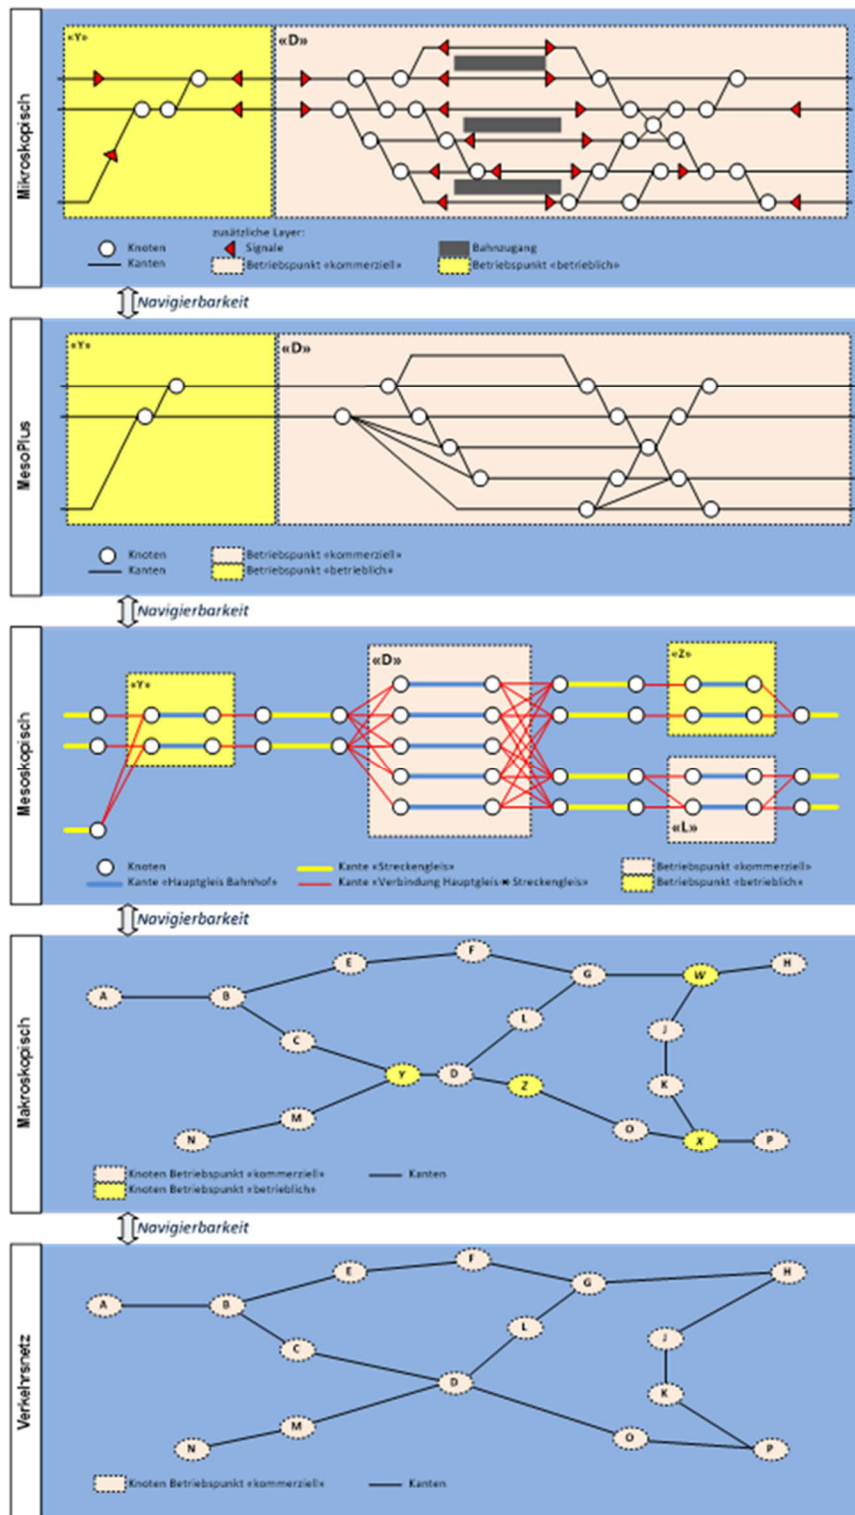 Mikroskopisch
«Y»
«D»
zusätzliche Layer:
Knoten
Signale
Bahnzugang
Kanten
Betriebspunkt «kommerziell»
Betriebspunkt «betrieblich»
Navigierbarkeit
MesoPlus
«Y»
«D»
Knoten
Betriebspunkt «kommerziell»
Kanten
Betriebspunkt «betrieblich»
Navigierbarkeit
Mesoskopisch
«Y»
«D»
«Z»
«L»
Knoten
Kante «Streckengleis»
Betriebspunkt «kommerziell»
Kante «Hauptgleis Bahnhof»
Kante «Verbindung Hauptgleis-Streckengleis»
Betriebspunkt «betrieblich»
Navigierbarkeit
Makroskopisch
F
E
H
G
W
A
B
L
J
C
Y
D
Z
K
M
O
N
X
P
Knoten Betriebspunkt «kommerziell»
Kanten
Knoten Betriebspunkt «betrieblich»
Navigierbarkeit
Verkehrsnetz
F
E
H
G
A
B
L
J
C
D
K
M
O
N
P
Knoten Betriebspunkt «kommerziell»
Kanten